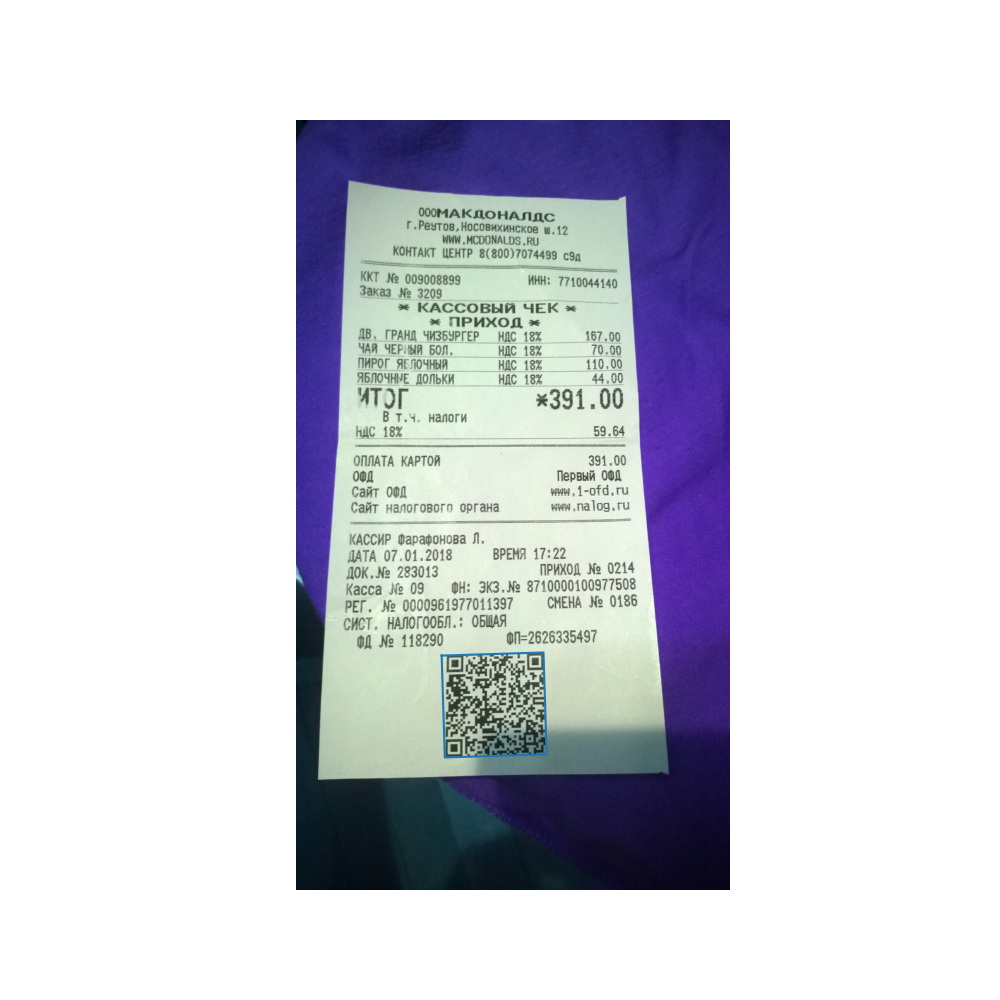 ООО МАКДОНАЛДС
г.Реутов,Носовихинское ш.12
WWW.MCDONALDS.RU
КОНТАКТ ЦЕНТР 8(800)7074499 с9д
ККТ № 009008899 ИНН: 7710044140
Заказ № 3209
* КАССОВЫЙ ЧЕК *
* ПРИХОД *
ДВ. ГРАНД ЧИЗБУРГЕР НДС 18% 167.00
ЧАЙ ЧЕРНЫЙ БОЛ. НДС 18% 70.00
ПИРОГ ЯБЛОЧНЫЙ НДС 18% 110.00
ЯБЛОЧНЫЕ ДОЛЬКИ НДС 18% 44.00
ИТОГ *391.00
В т.ч. налоги
НДС 18% 59.64
ОПЛАТА КАРТОЙ 391.00
ОФД Первый ОФД
Сайт ОФД www.1-ofd.ru
Сайт налогового органа www.nalog.ru
КАССИР Фарафонова Л.
ДАТА 07.01.2018 ВРЕМЯ 17:22
ДОК.№ 283013 ПРИХОД № 0214
Касса № 09 ФН: ЭКЗ.№ 8710000100977508
РЕГ. № 0000961977011397 СМЕНА № 0186
СИСТ. НАЛОГООБЛ.: ОБЩАЯ
ФД № 118290 ФП=2626335497